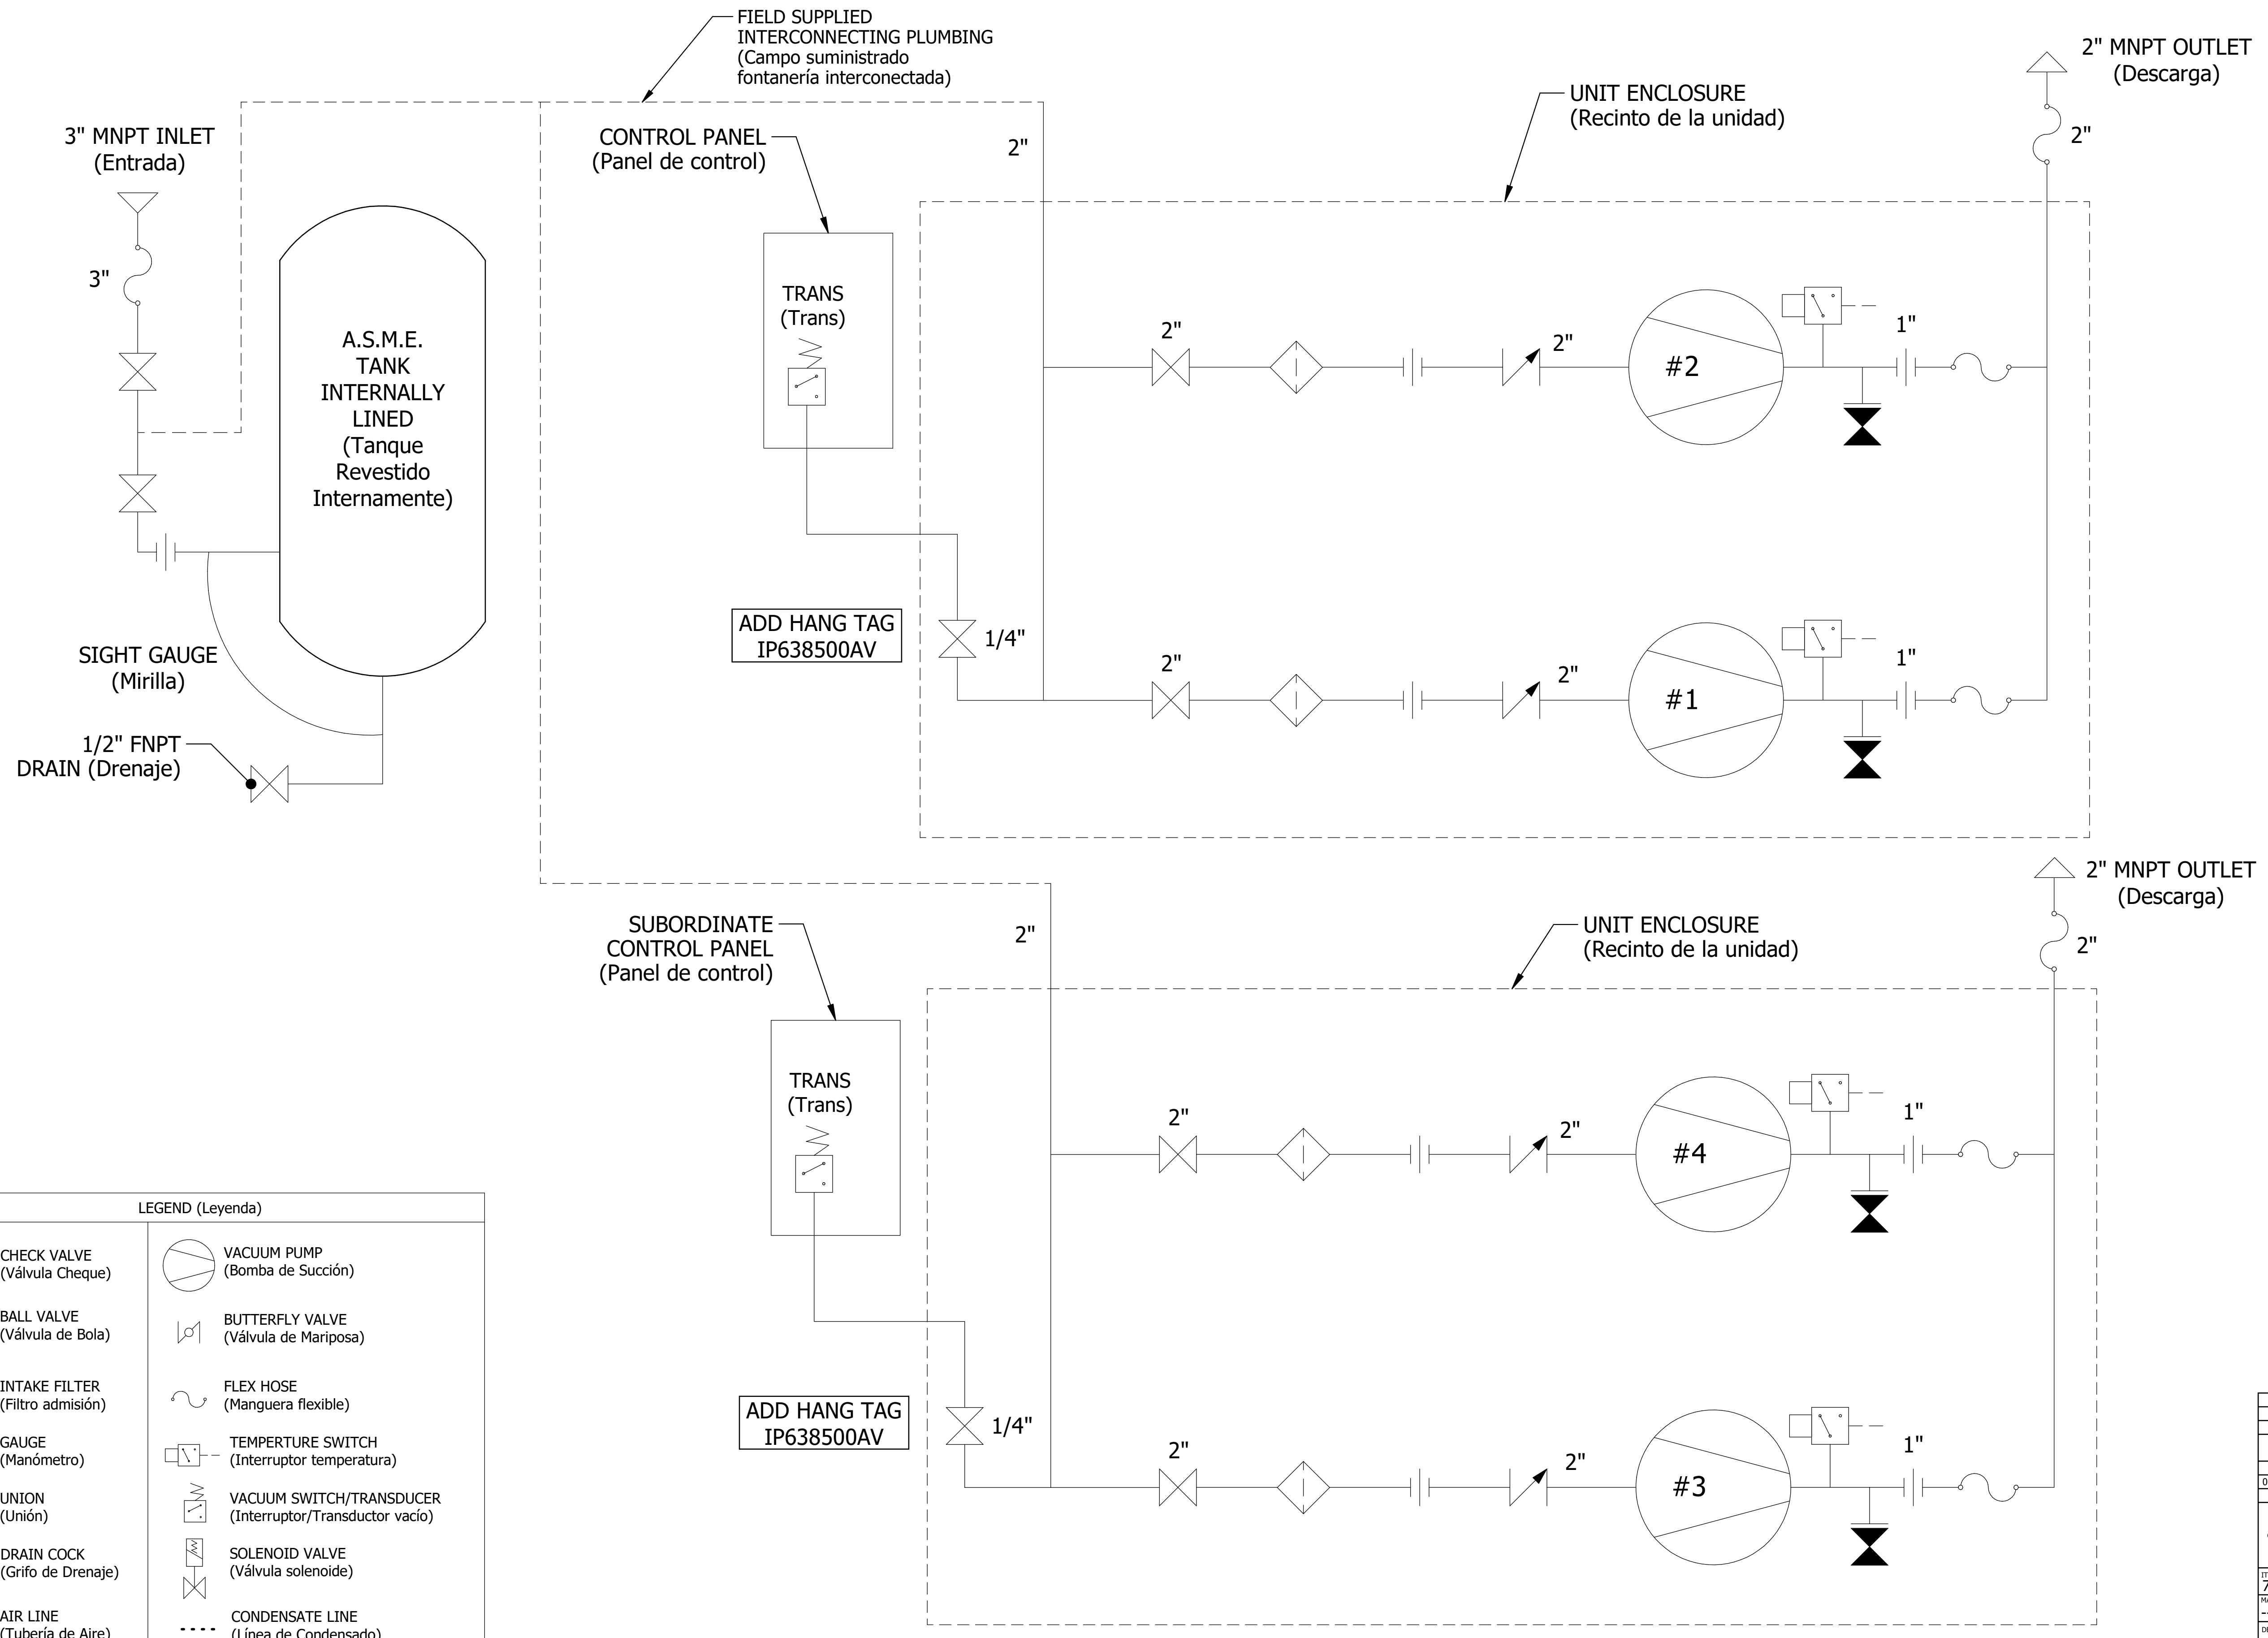 FIELD SUPPLIED
INTERCONNECTING PLUMBING
(Campo suministrado
fontanería interconectada)
2" MNPT OUTLET
(Descarga)
UNIT ENCLOSURE
(Recinto de la unidad)
3" MNPT INLET
(Entrada)
CONTROL PANEL
(Panel de control)
2"
2"
3"
TRANS
(Trans)
A.S.M.E.
TANK
INTERNALLY
LINED
(Tanque
Revestido
Internamente)
2"
2"
#2
1"
ADD HANG TAG
IP638500AV
1/4"
2"
2"
#1
1"
SIGHT GAUGE
(Mirilla)
1/2" FNPT
DRAIN (Drenaje)
2" MNPT OUTLET
(Descarga)
SUBORDINATE
CONTROL PANEL
(Panel de control)
2"
UNIT ENCLOSURE
(Recinto de la unidad)
2"
TRANS
(Trans)
2"
2"
#4
1"
ADD HANG TAG
IP638500AV
1/4"
2"
2"
#3
1"
LEGEND (Leyenda)
CHECK VALVE
(Válvula Cheque)
BALL VALVE
(Válvula de Bola)
INTAKE FILTER
(Filtro admisión)
GAUGE
(Manómetro)
UNION
(Unión)
DRAIN COCK
(Grifo de Drenaje)
AIR LINE
(Tubería de Aire)
VACUUM PUMP
(Bomba de Succión)
BUTTERFLY VALVE
(Válvula de Mariposa)
FLEX HOSE
(Manguera flexible)
TEMPERTURE SWITCH
(Interruptor temperatura)
VACUUM SWITCH/TRANSDUCER
(Interruptor/Transductor vacío)
SOLENOID VALVE
(Válvula solenoide)
CONDENSATE LINE
(Línea de Condensado)